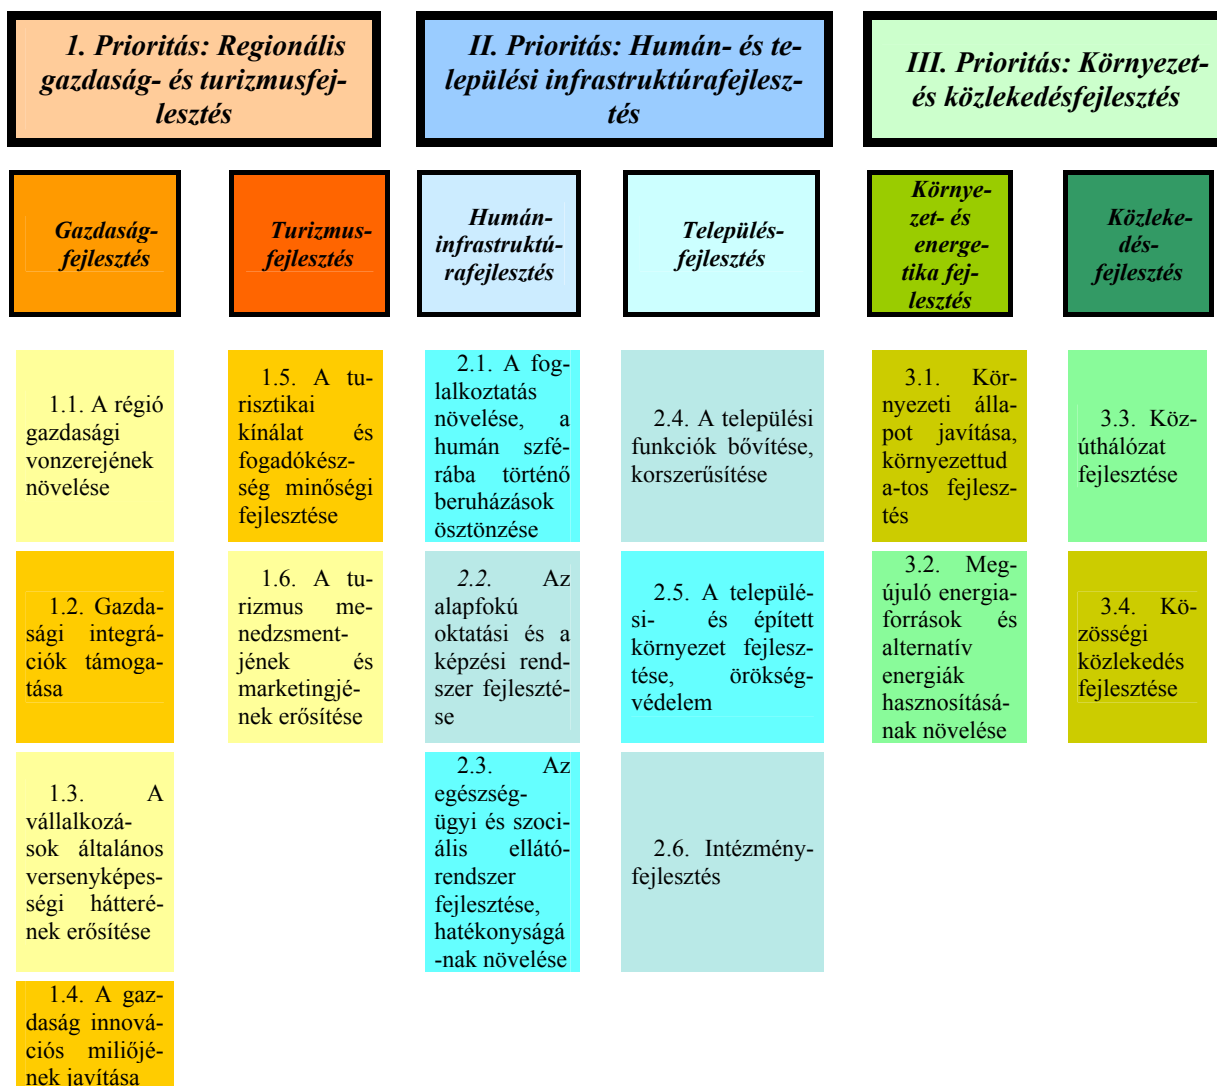 1. Prioritás: Regionális
gazdaság- és turizmusfej-
lesztés
II. Prioritás: Humán- és te-
lepülési infrastruktúrafejlesz-
tés
III. Prioritás: Környezet-
és közlekedésfejlesztés
Gazdaság-
fejlesztés
Turizmus-
fejlesztés
Humán-
infrastruktú-
rafejlesztés
Település-
fejlesztés
Környe-
zet- és
energe-
tika fej-
lesztés
Közleke-
dés-
fejlesztés
1.1. A régió
gazdasági
vonzerejének
növelése
1.5. A tu-
risztikai
kínálat és
fogadókész-
ség minőségi
fejlesztése
2.1. A fog-
lalkoztatás
növelése, a
humán szfé-
rába történő
beruházások
ösztönzése
2.4. A települési
funkciók bővítése,
korszerűsítése
3.1. Kör-
nyezeti álla-
pot javítása,
környezettud
a-tos fejlesz-
tés
3.3. Köz-
úthálózat
fejlesztése
1.2. Gazda-
sági integrá-
ciók támoga-
tása
1.6. A tu-
rizmus me-
nedzsment-
jének és
marketingjé-
nek erősítése
2.2. Az
alapfokú
oktatási és a
képzési rend-
szer fejleszté-
se
2.5. A települé-
si- és épített
környezet fejlesz-
tése, örökség-
védelem
3.2. Meg-
újuló energia-
források és
alternatív
energiák
hasznosításá-
nak növelése
3.4. Kö-
zösségi
közlekedés
fejlesztése
1.3. A
vállalkozá-
sok általános
versenyképes-
ségi hátteré-
nek erősítése
2.3. Az
egészség-
ügyi és szoci-
ális ellátó-
rendszer
fejlesztése,
hatékonyságá
-nak növelése
2.6. Intézmény-
fejlesztés
1.4. A gaz-
daság innová-
ciós miliőjé-
nek javítása